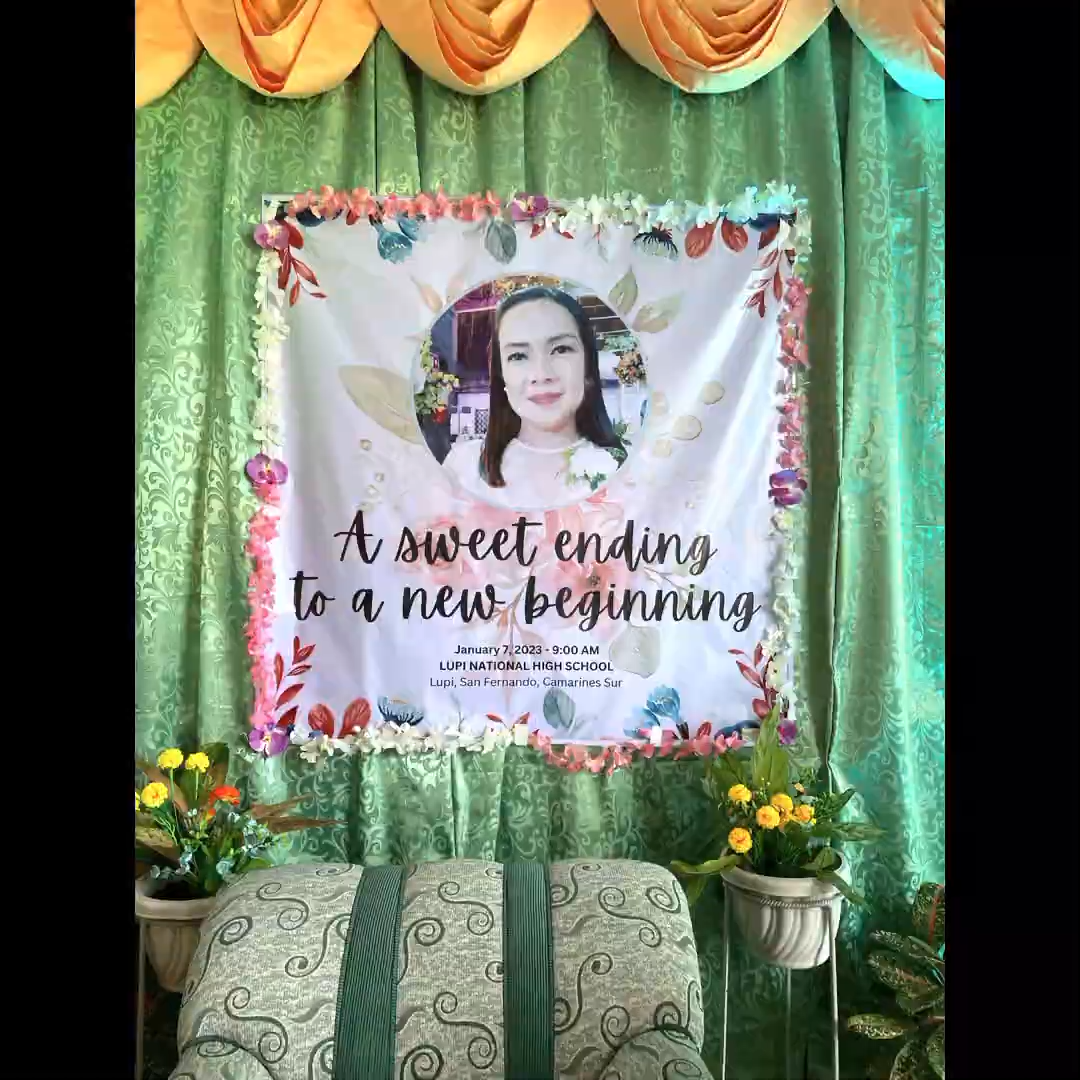 A sweet ending
to a new beginning
January 7, 2023 - 9:00 AM
LUPI NATIONAL HIGH SCHOOL
Lupi, San Fernando, Camarines Sur